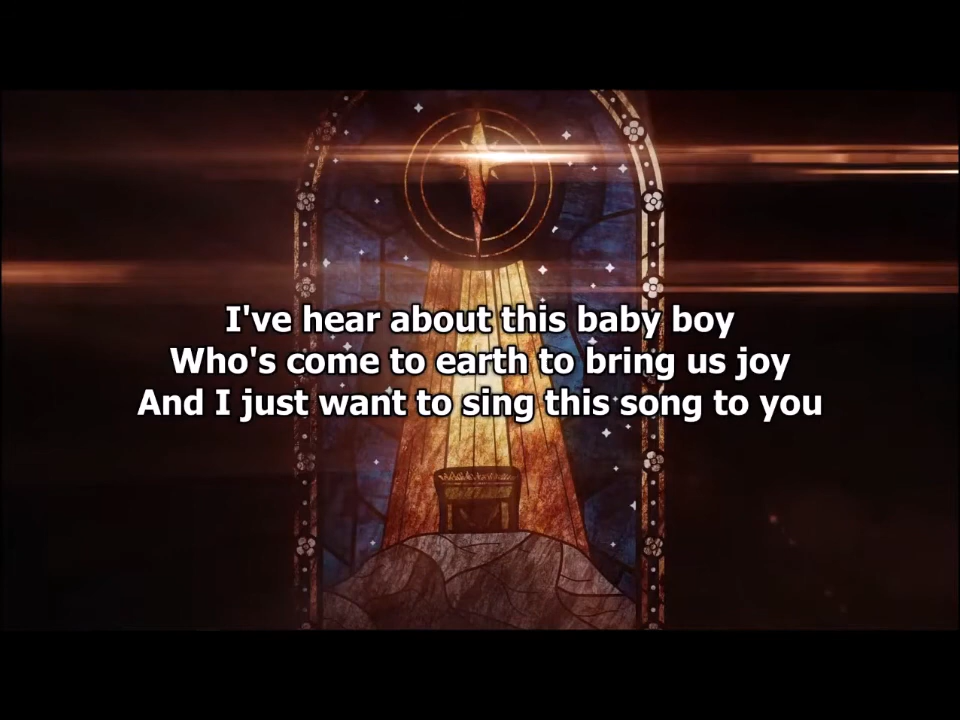 I've hear about this baby boy
Who's come to earth to bring us joy
And I just want to sing this song to you